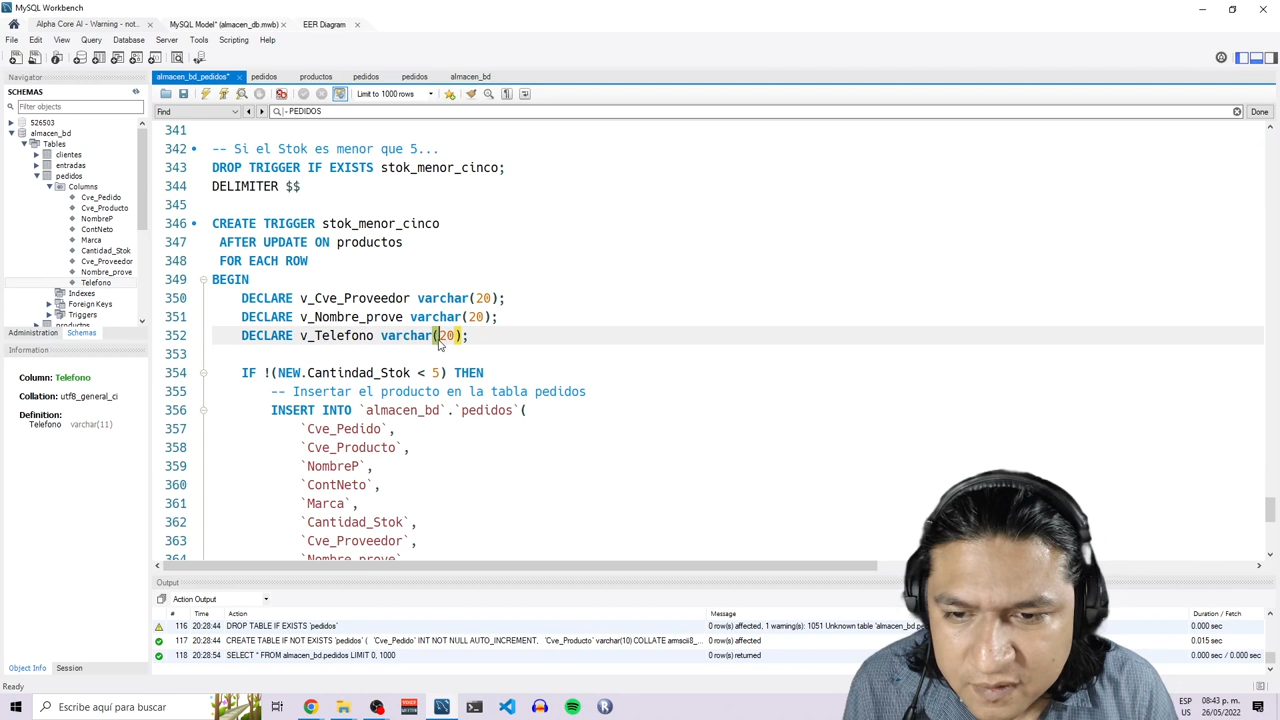 MySQL Workbench
Alpha Core AI - Warning - not...
MySQL Model* (almacen_db.mwb)
EER Diagram
File Edit View Query Database Server Tools Scripting Help
Navigator
SCHEMAS
Filter objects
526503
almacen_bd
Tables
clientes
entradas
pedidos
Columns
Cve_Pedido
Cve_Producto
NombreP
ContNeto
Marca
Cantidad_Stok
Cve_Proveedor
Nombre_prove
Telefono
Indexes
Foreign Keys
Triggers
productos
Administration Schemas
Information
Column: Telefono
Collation: utf8_general_ci
Definition:
Telefono varchar(11)
Object Info Session
almacen_bd_pedidos* pedidos productos pedidos pedidos almacen_bd
Limit to 1000 rows
Find - PEDIDOS Done
341
342 -- Si el Stok es menor que 5...
343 DROP TRIGGER IF EXISTS stok_menor_cinco;
344 DELIMITER $$
346 CREATE TRIGGER stok_menor_cinco
347 AFTER UPDATE ON productos
348 FOR EACH ROW
349 BEGIN
350 DECLARE v_Cve_Proveedor varchar(20);
351 DECLARE v_Nombre_prove varchar(20);
352 DECLARE v_Telefono varchar(20);
353
354 IF !(NEW.Cantindad_Stok < 5) THEN
355 -- Insertar el producto en la tabla pedidos
356 INSERT INTO `almacen_bd`.`pedidos`(
357 `Cve_Pedido`,
358 `Cve_Producto`,
359 `NombreP`,
360 `ContNeto`,
361 `Marca`,
362 `Cantidad_Stok`,
363 `Cve_Proveedor`,
364 `Nombre_prove`
Output
Action Output
# Time Action Message Duration / Fetch
116 20:28:44 DROP TABLE IF EXISTS 'pedidos' 0 row(s) affected, 1 warning(s): 1051 Unknown table 'almacen_bd.pe 0.000 sec
117 20:28:44 CREATE TABLE IF NOT EXISTS 'pedidos' ( 'Cve_Pedido' INT NOT NULL AUTO_INCREMENT, 'Cve_Producto' varchar(10) COLLATE armscii8_... 0 row(s) affected 0.015 sec
118 20:28:54 SELECT * FROM almacen_bd.pedidos LIMIT 0, 1000 0 row(s) returned 0.000 sec / 0.000 sec
Ready
Escribe aquí para buscar
ESP
US
08:43 p. m.
26/05/2022